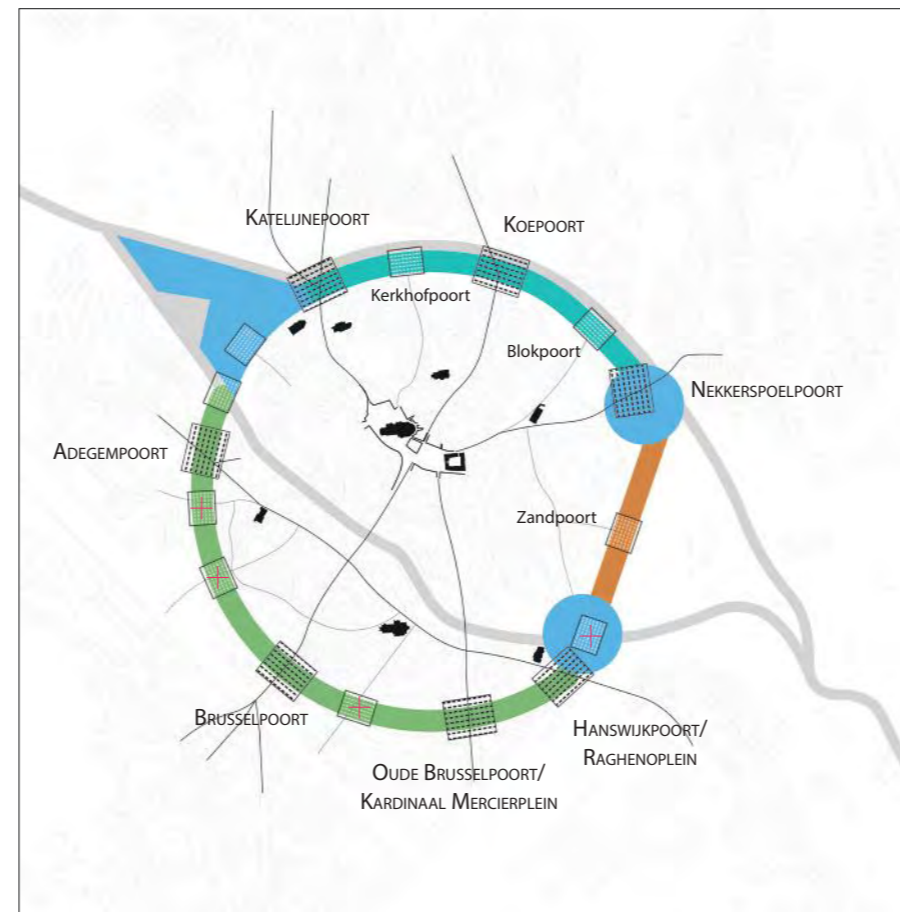 KATELIJNEPOORT
KOEPOORT
Kerkhofpoort
Blokpoort
NEKKERSPOELPOORT
ADEGEMPOORT
Zandpoort
BRUSSELPOORT
HANSWIJKPOORT/
RAGHENOPLEIN
OUDE BRUSSELPOORT/
KARDINAAL MERCIERPLEIN